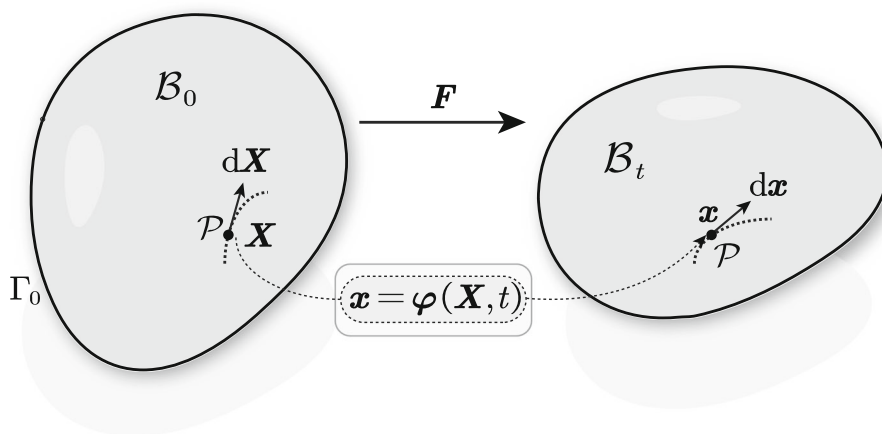 𝓑₀
𝑭
d𝑿
𝓟
𝑿
Γ₀
𝒙 = 𝝋(𝑿, t)
𝓑ₜ
d𝒙
𝒙
𝓟